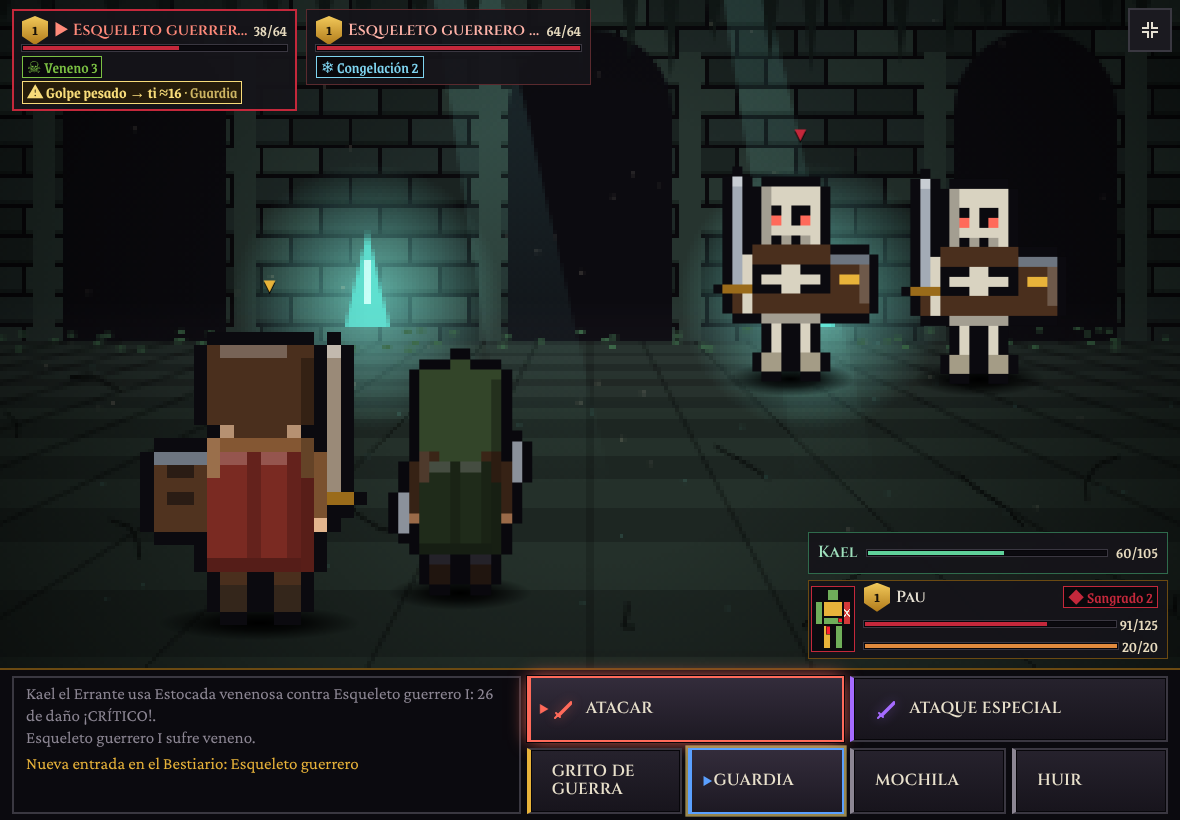 1 ESQUELETO GUERRER... 38/64
Veneno 3
Golpe pesado → ti ≈16 · Guardia
1 ESQUELETO GUERRERO ... 64/64
Congelación 2
KAEL 60/105
1 PAU Sangrado 2
X
91/125
20/20
Kael el Errante usa Estocada venenosa contra Esqueleto guerrero I: 26
de daño ¡CRÍTICO!.
Esqueleto guerrero I sufre veneno.
Nueva entrada en el Bestiario: Esqueleto guerrero
ATACAR
ATAQUE ESPECIAL
GRITO DE
GUERRA
GUARDIA
MOCHILA
HUIR